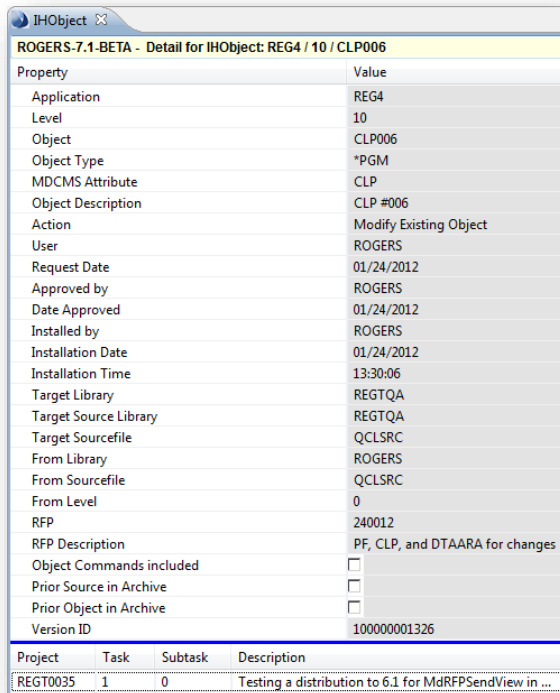 IHObject
ROGERS-7.1-BETA - Detail for IHObject: REG4 / 10 / CLP006
Property Value
Application REG4
Level 10
Object CLP006
Object Type *PGM
MDCMS Attribute CLP
Object Description CLP #006
Action Modify Existing Object
User ROGERS
Request Date 01/24/2012
Approved by ROGERS
Date Approved 01/24/2012
Installed by ROGERS
Installation Date 01/24/2012
Installation Time 13:30:06
Target Library REGTQA
Target Source Library REGTQA
Target Sourcefile QCLSRC
From Library ROGERS
From Sourcefile QCLSRC
From Level 0
RFP 240012
RFP Description PF, CLP, and DTAARA for changes
Object Commands included
Prior Source in Archive
Prior Object in Archive
Version ID 100000001326
Project Task Subtask Description
REGT0035 1 0 Testing a distribution to 6.1 for MdRFPSendView in ...